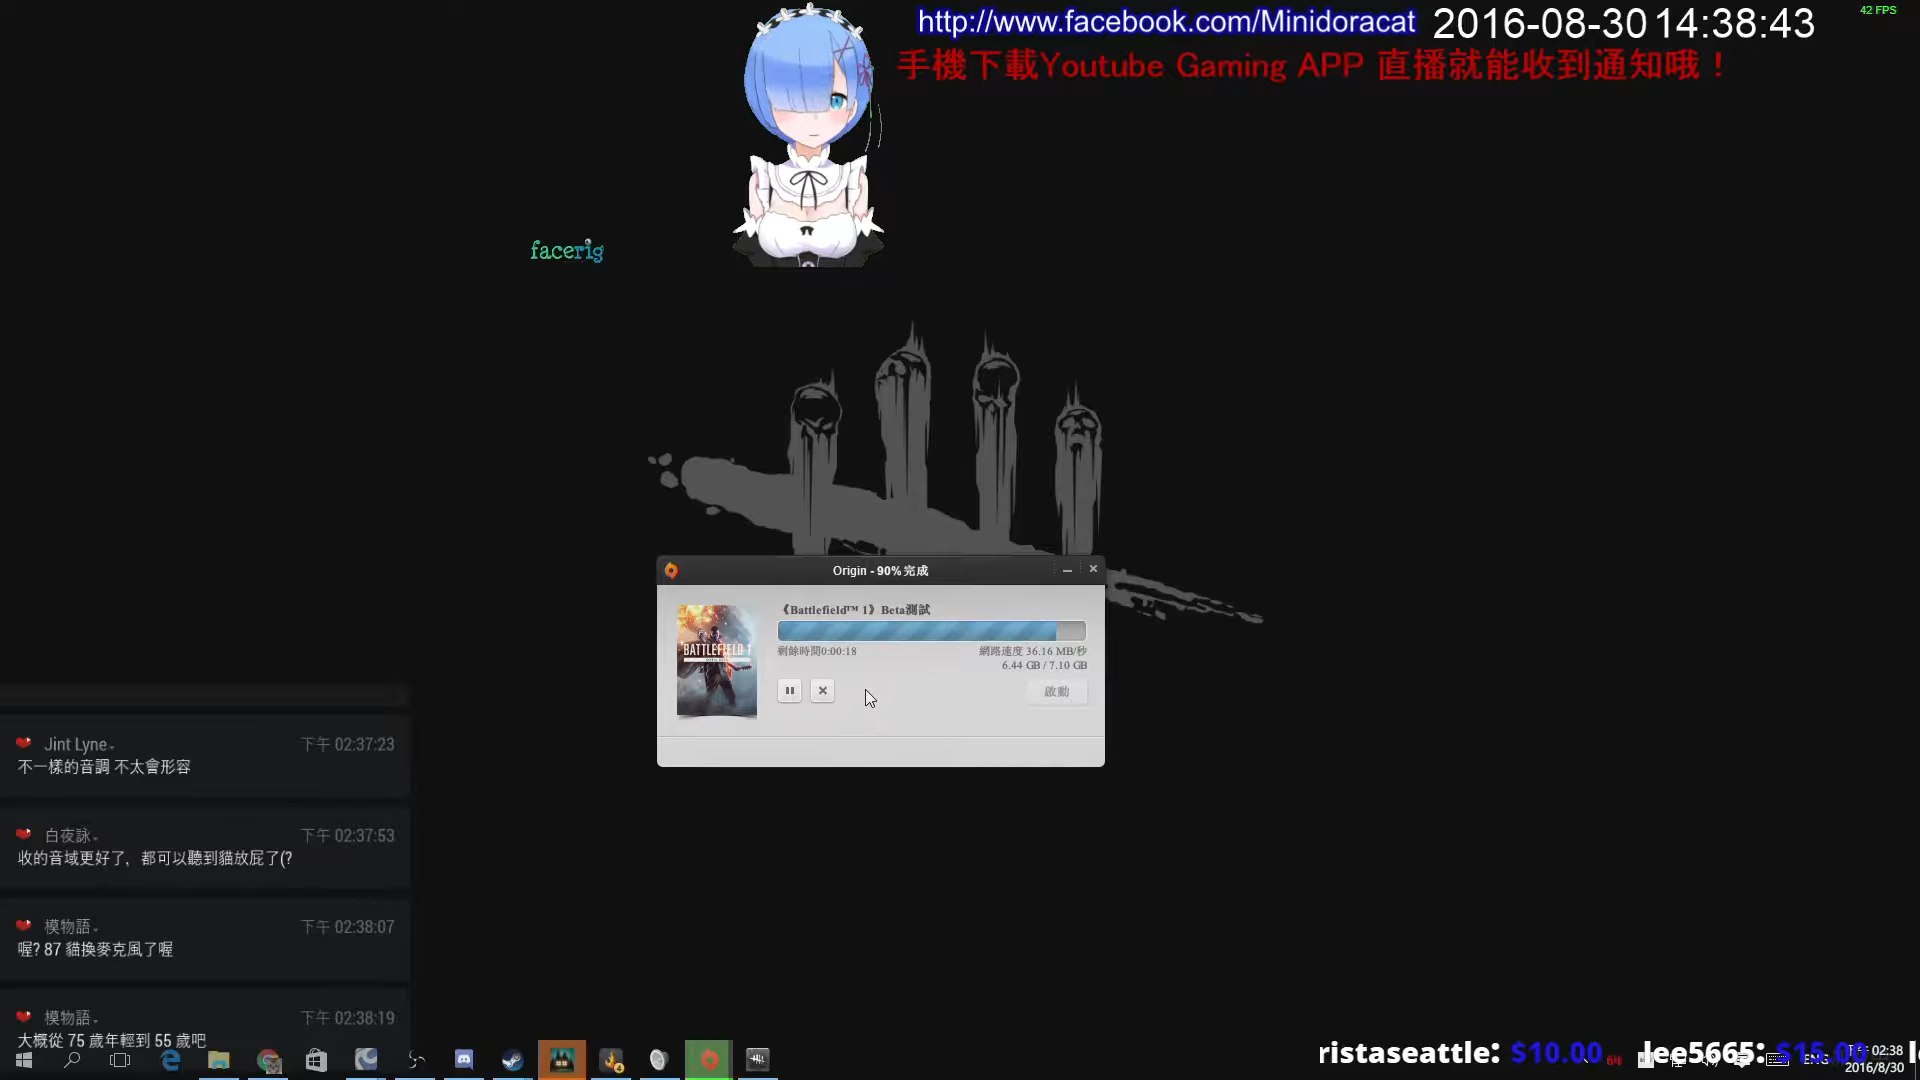 http://www.facebook.com/Minidoracat
2016-08-30 14:38:43
42 FPS
手機下載Youtube Gaming APP 直播就能收到通知哦！
facerig
Origin - 90% 完成
《Battlefield™ 1》Beta測試
BATTLEFIELD 1
剩餘時間0:00:18
網路速度 36.16 MB/秒
6.44 GB / 7.10 GB
啟動
Jint Lyne
下午 02:37:23
不一樣的音調 不太會形容
白夜詠
下午 02:37:53
收的音域更好了，都可以聽到貓放屁了(?
模物語
下午 02:38:07
喔? 87 貓換麥克風了喔
模物語
下午 02:38:19
大概從 75 歲年輕到 55 歲吧
ristaseattle: $10.00
lee5665: $15.00
ENG
下午 02:38
2016/8/30